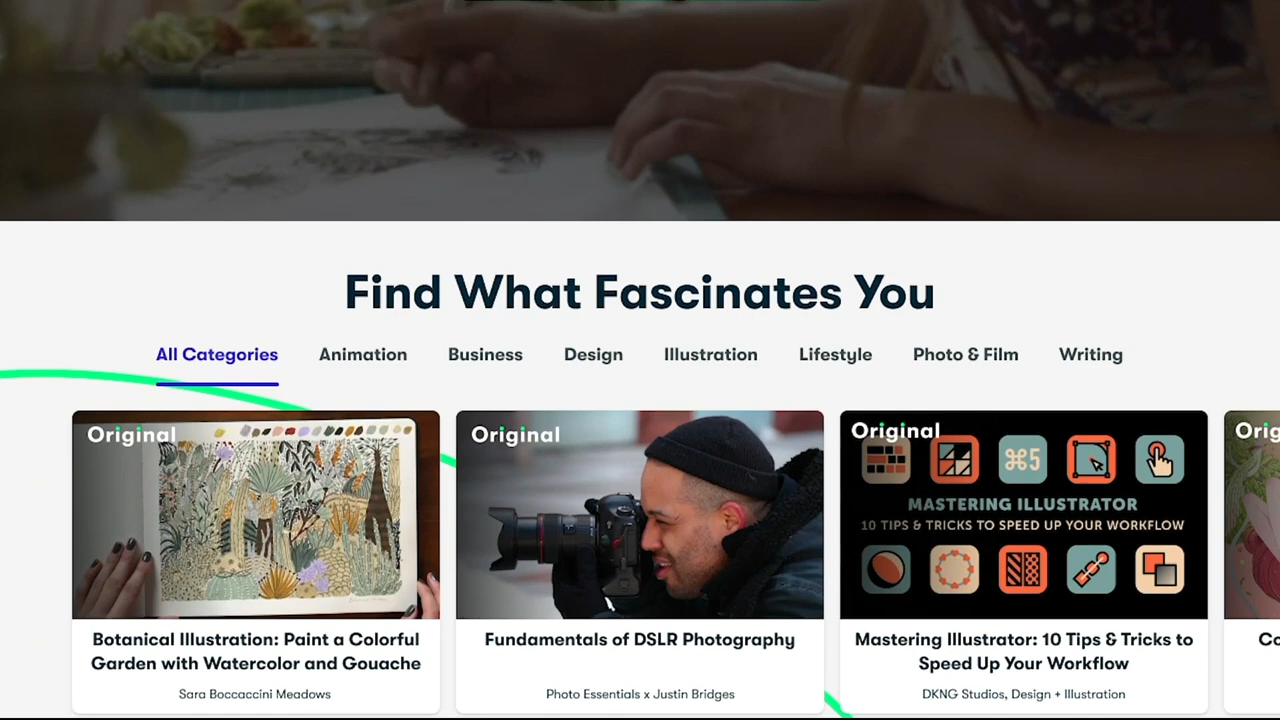 Find What Fascinates You
All Categories Animation Business Design Illustration Lifestyle Photo & Film Writing
Original
Botanical Illustration: Paint a Colorful
Garden with Watercolor and Gouache
Sara Boccaccini Meadows
Original
Fundamentals of DSLR Photography
Photo Essentials x Justin Bridges
Original
⌘5
MASTERING ILLUSTRATOR
10 TIPS & TRICKS TO SPEED UP YOUR WORKFLOW
Mastering Illustrator: 10 Tips & Tricks to
Speed Up Your Workflow
DKNG Studios, Design + Illustration
Orig
Co